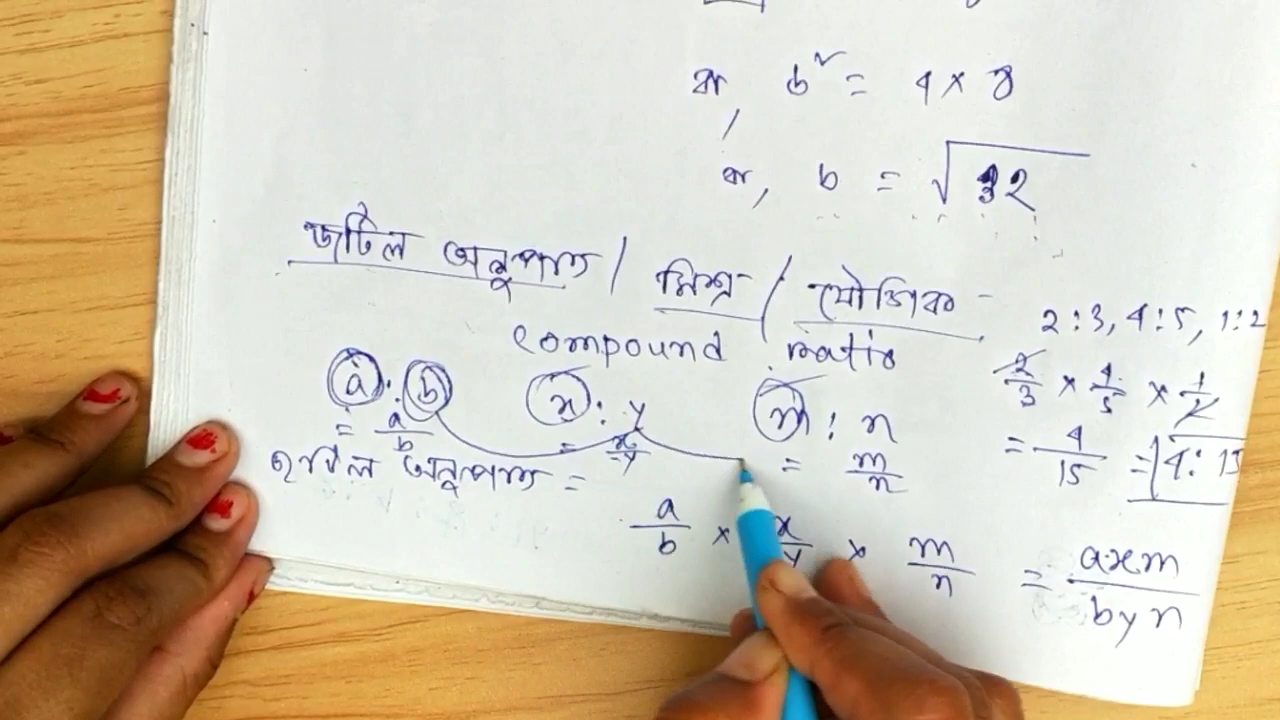 বা, b² = 4 × 8
বা, b = √32
জটিল অনুপাত / মিশ্র / যৌগিক -
compound ratio
2:3, 4:5, 1:2
2/3 × 4/5 × 1/2
= 4/15 = 4:15
a : b x : y m : n
= a/b = x/y = m/n
জটিল অনুপাত =
a/b × x/y × m/n = axm/byn